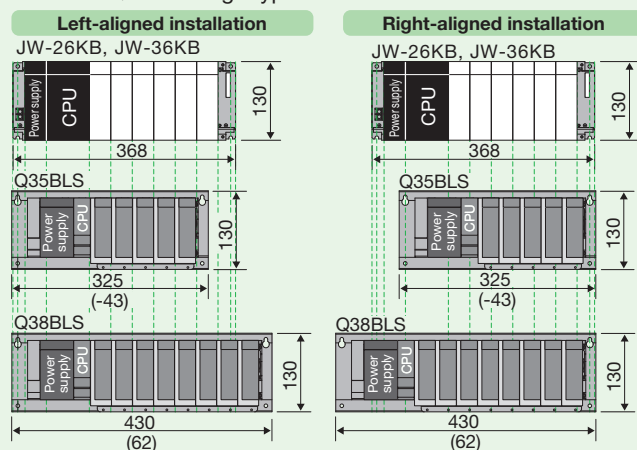 Left-aligned installation
JW-26KB, JW-36KB
Power supply
CPU
130
368
Q35BLS
Power
supply
CPU
130
325
(-43)
Q38BLS
Power
supply
CPU
130
430
(62)
Right-aligned installation
JW-26KB, JW-36KB
Power supply
CPU
130
368
Q35BLS
Power
supply
CPU
130
325
(-43)
Q38BLS
Power
supply
CPU
130
430
(62)